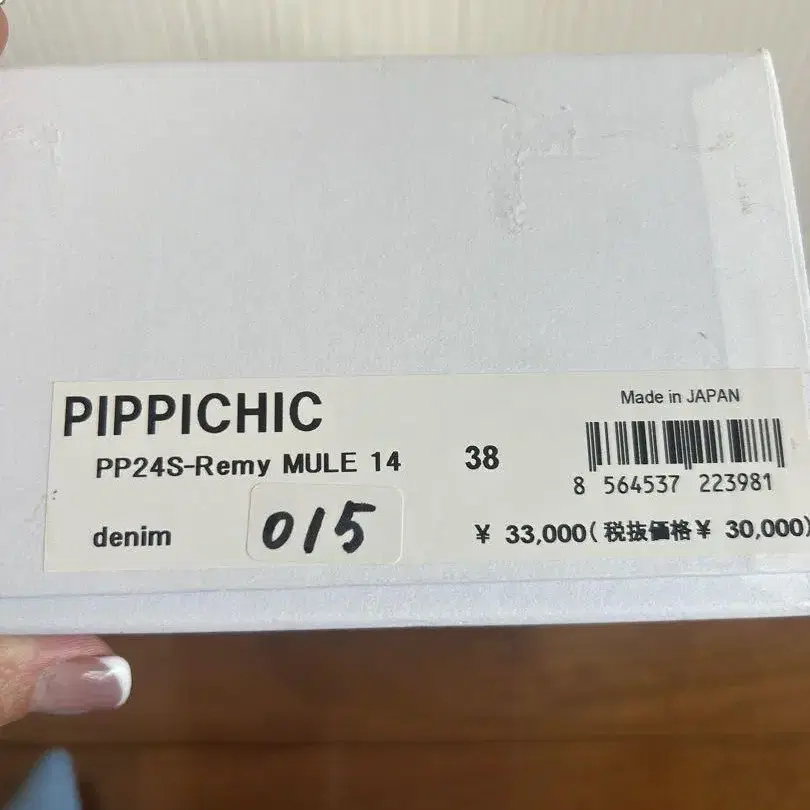 PIPPICHIC
Made in JAPAN
PP24S-Remy MULE 14 38
8 564537 223981
denim 015 ¥ 33,000(税抜価格¥ 30,000)